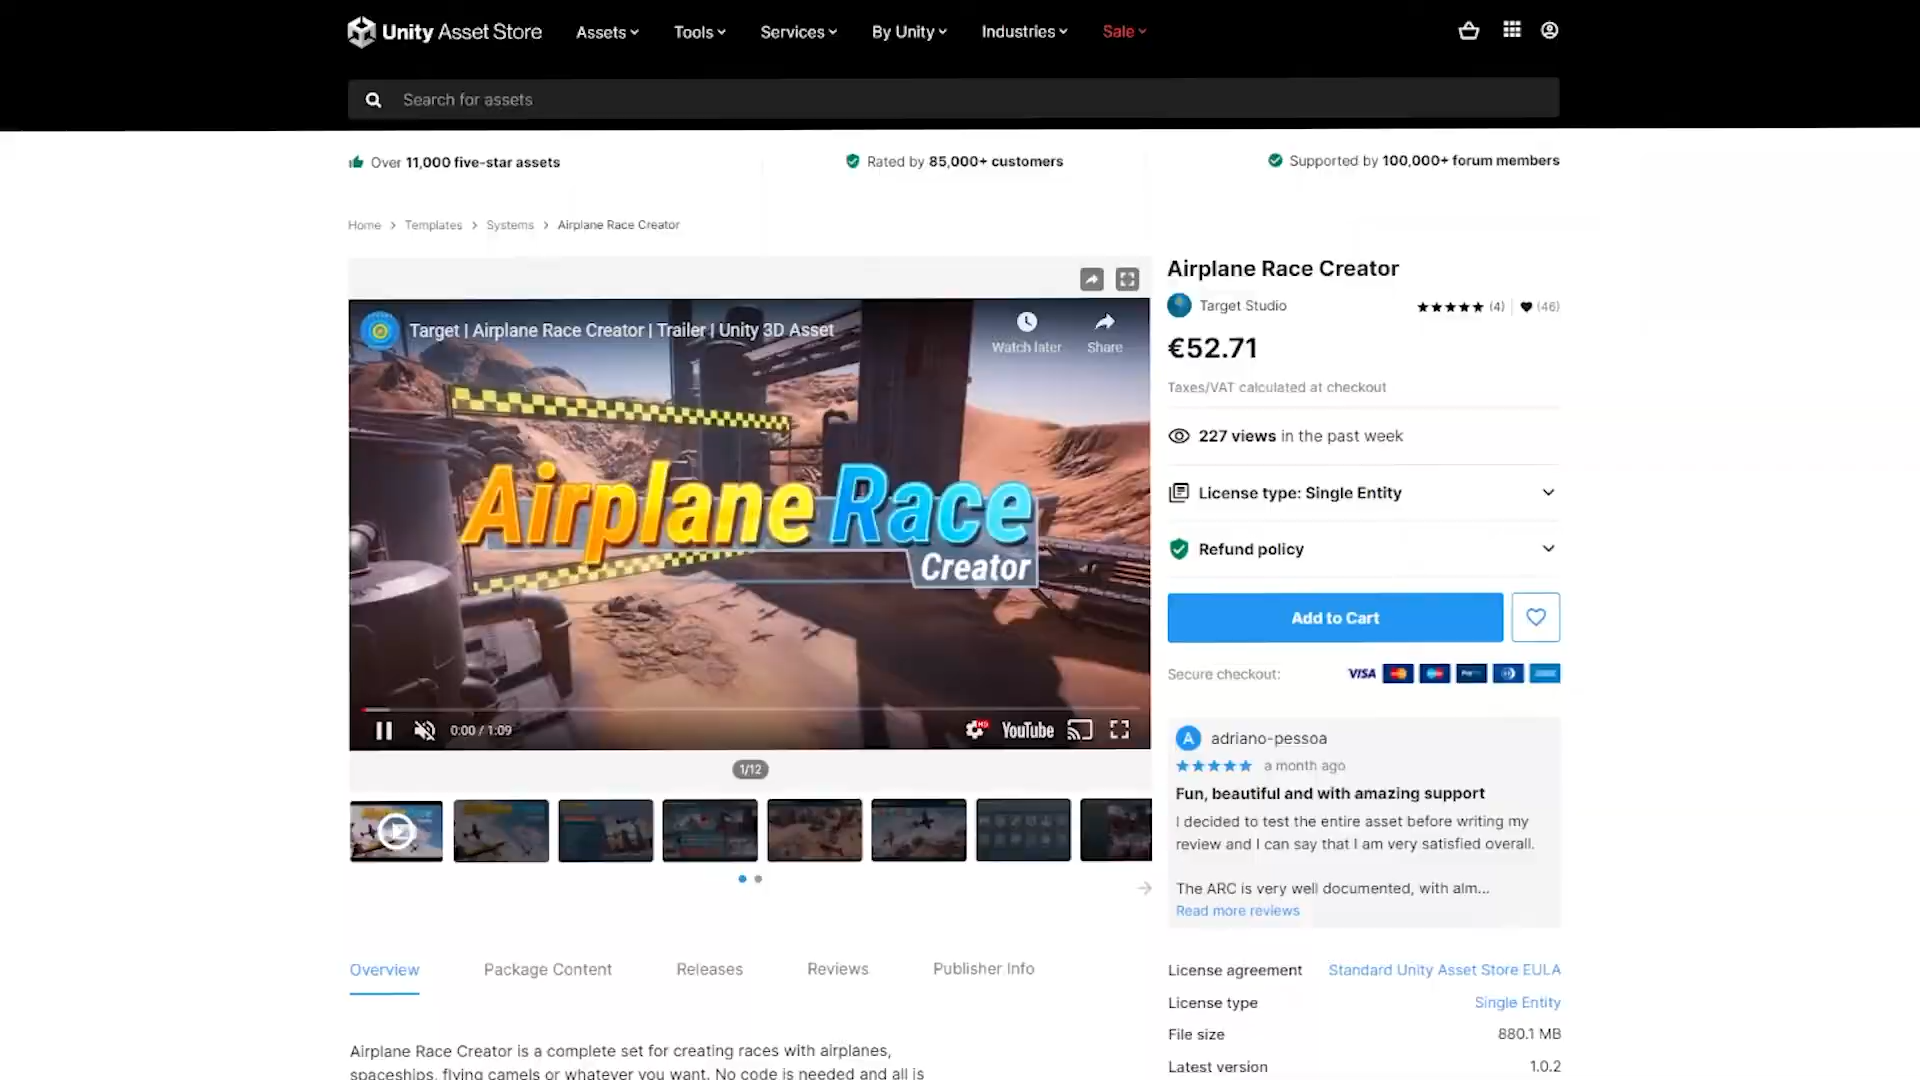 Unity Asset Store
Assets
Tools
Services
By Unity
Industries
Sale
Search for assets
Over 11,000 five-star assets
Rated by 85,000+ customers
Supported by 100,000+ forum members
Home > Templates > Systems > Airplane Race Creator
Target | Airplane Race Creator | Trailer | Unity 3D Asset
Watch later
Share
Airplane Race
Creator
0:00 / 1:09
HD
YouTube
1/12
Airplane Race Creator
Target Studio
(4)
(46)
€52.71
Taxes/VAT calculated at checkout
227 views in the past week
License type: Single Entity
Refund policy
Add to Cart
Secure checkout:
VISA
A
adriano-pessoa
a month ago
Fun, beautiful and with amazing support
I decided to test the entire asset before writing my
review and I can say that I am very satisfied overall.
The ARC is very well documented, with alm...
Read more reviews
Overview
Package Content
Releases
Reviews
Publisher Info
License agreement
Standard Unity Asset Store EULA
License type
Single Entity
File size
880.1 MB
Latest version
1.0.2
Airplane Race Creator is a complete set for creating races with airplanes,
spaceships, flying camels or whatever you want. No code is needed and all is